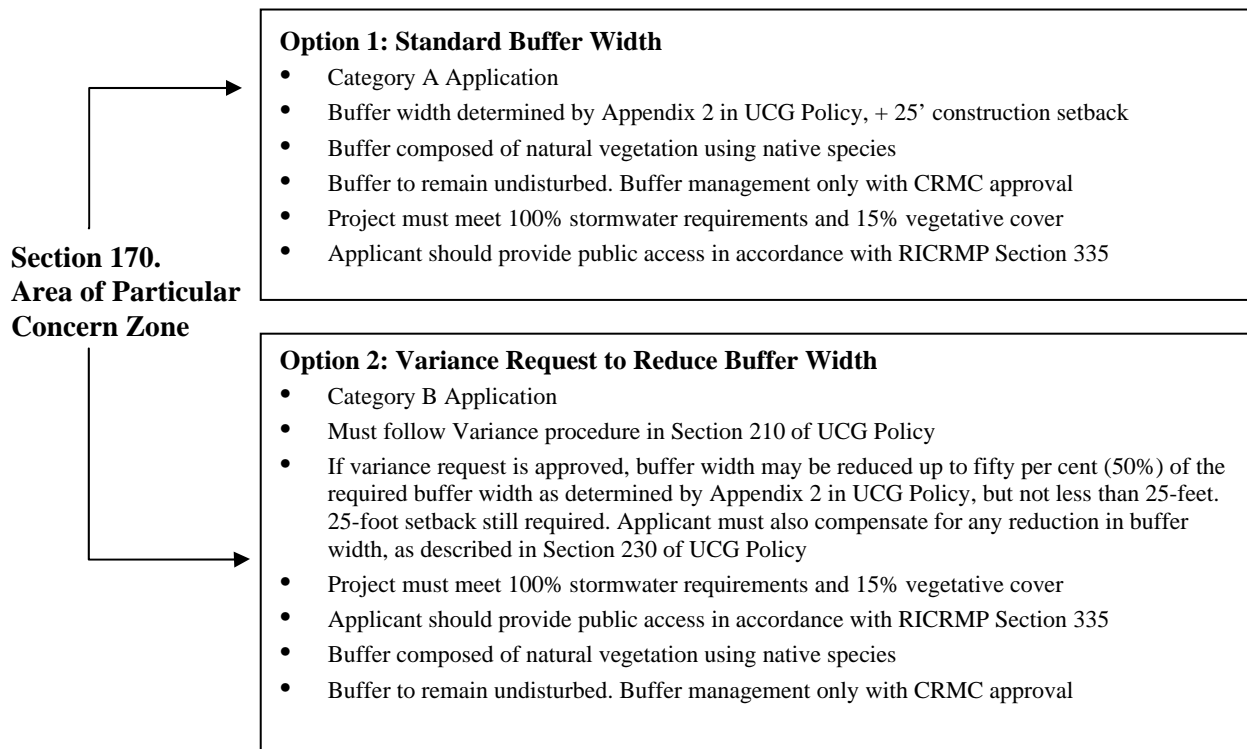 Section 170.
Area of Particular
Concern Zone
Option 1: Standard Buffer Width
• Category A Application
• Buffer width determined by Appendix 2 in UCG Policy, + 25’ construction setback
• Buffer composed of natural vegetation using native species
• Buffer to remain undisturbed. Buffer management only with CRMC approval
• Project must meet 100% stormwater requirements and 15% vegetative cover
• Applicant should provide public access in accordance with RICRMP Section 335
Option 2: Variance Request to Reduce Buffer Width
• Category B Application
• Must follow Variance procedure in Section 210 of UCG Policy
• If variance request is approved, buffer width may be reduced up to fifty per cent (50%) of the
required buffer width as determined by Appendix 2 in UCG Policy, but not less than 25-feet.
25-foot setback still required. Applicant must also compensate for any reduction in buffer
width, as described in Section 230 of UCG Policy
• Project must meet 100% stormwater requirements and 15% vegetative cover
• Applicant should provide public access in accordance with RICRMP Section 335
• Buffer composed of natural vegetation using native species
• Buffer to remain undisturbed. Buffer management only with CRMC approval